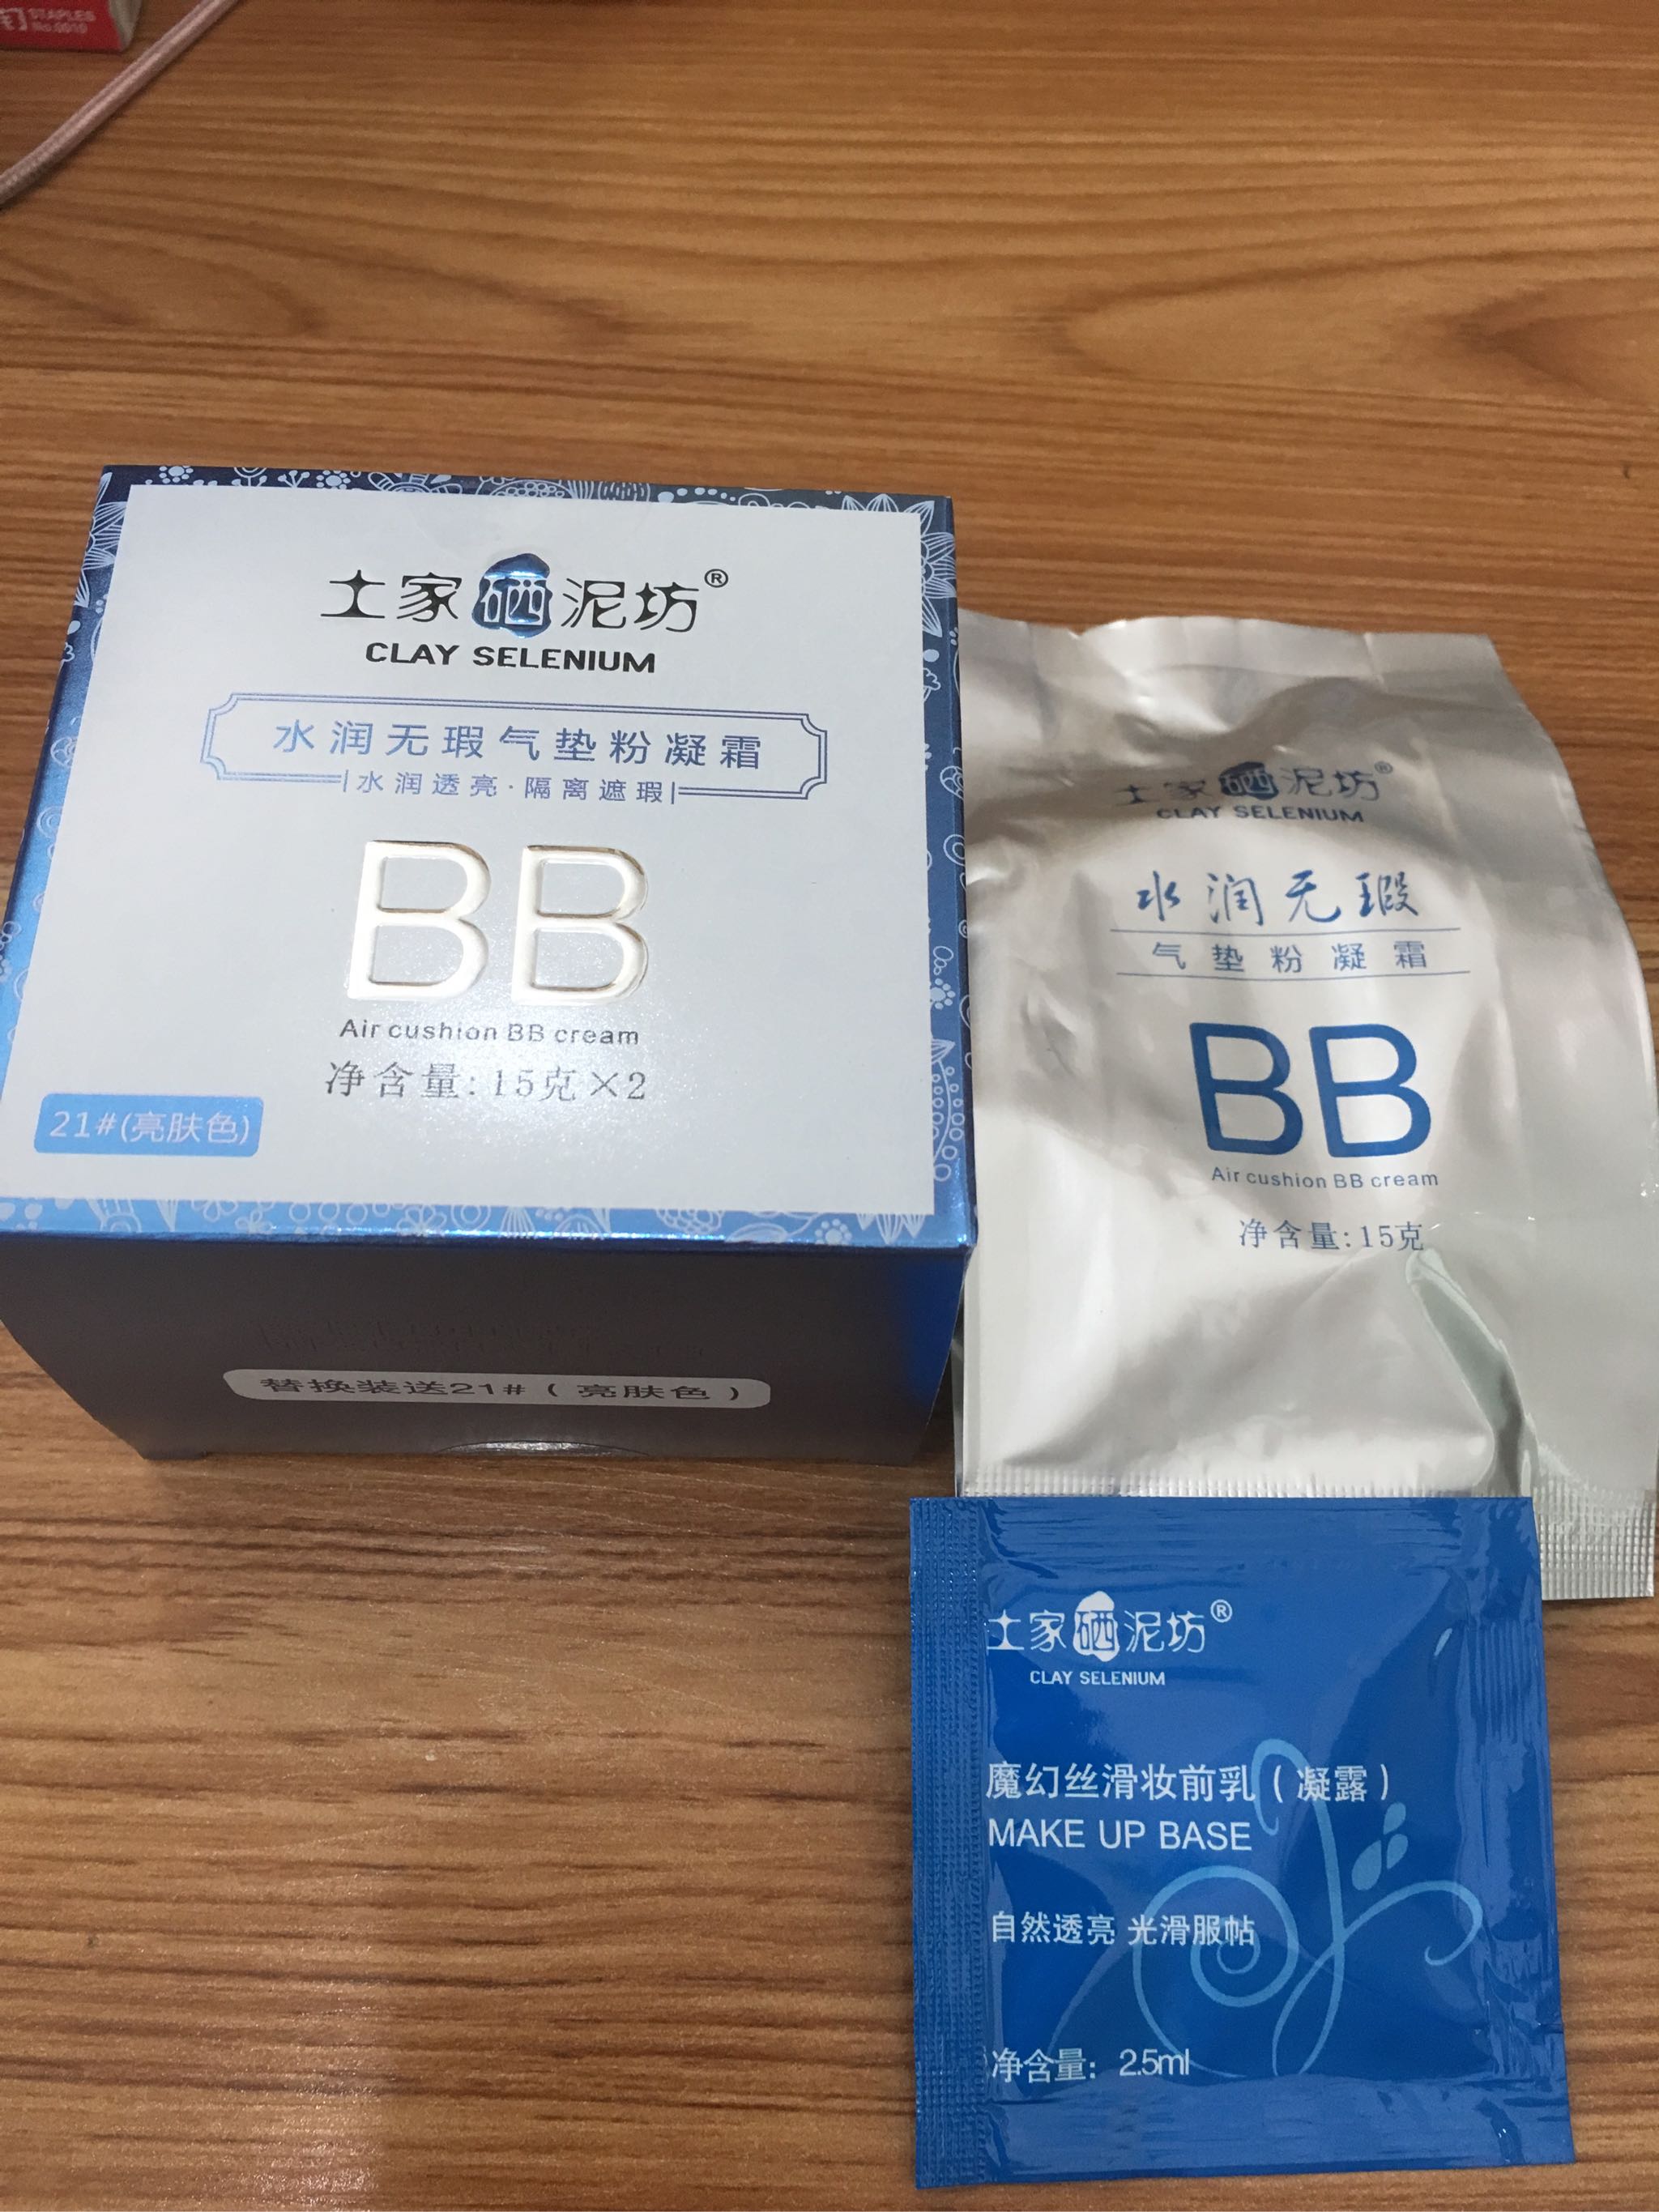 钉 STAPLES
No.0010
土家硒泥坊®
CLAY SELENIUM
水润无瑕气垫粉凝霜
水润透亮·隔离遮瑕
BB
Air cushion BB cream
净含量:15克×2
21#(亮肤色)
替换装送21#(亮肤色)
土家硒泥坊®
CLAY SELENIUM
水润无瑕
气垫粉凝霜
BB
Air cushion BB cream
净含量:15克
土家硒泥坊®
CLAY SELENIUM
魔幻丝滑妆前乳(凝露)
MAKE UP BASE
自然透亮 光滑服帖
净含量: 2.5ml